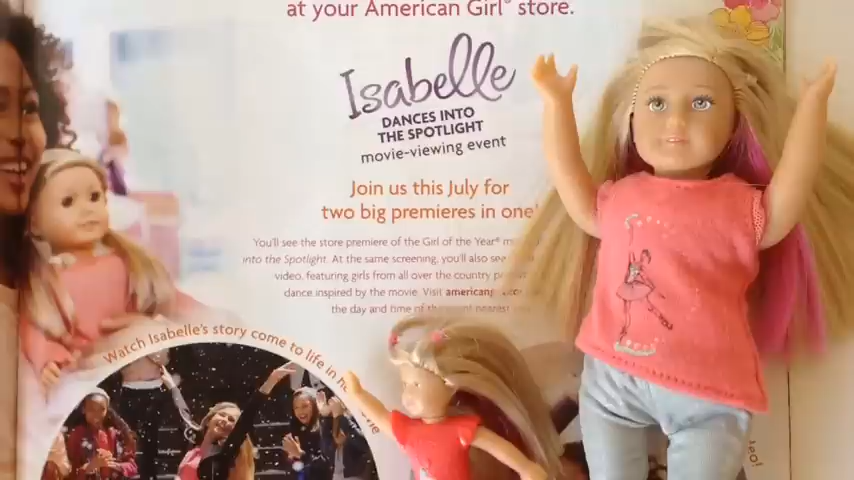 at your American Girl® store.
Isabelle
DANCES INTO
THE SPOTLIGHT
movie-viewing event
Join us this July for
two big premieres in one!
You'll see the store premiere of the Girl of the Year®
into the Spotlight. At the same screening, you'll also see
video, featuring girls from all over the country
dance inspired by the movie. Visit american
the day and time of the
Watch Isabelle's story come to life in